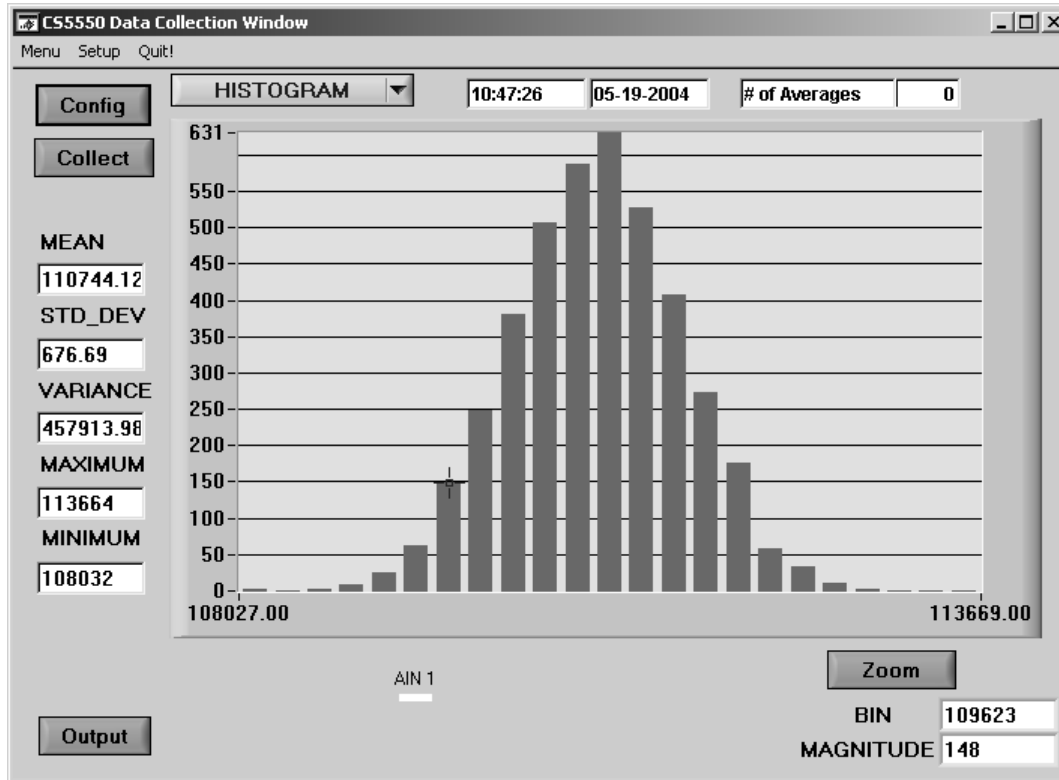 CS5550 Data Collection Window
Menu Setup Quit!
Config
Collect
HISTOGRAM
10:47:26
05-19-2004
# of Averages 0
MEAN
110744.12
STD_DEV
676.69
VARIANCE
457913.98
MAXIMUM
113664
MINIMUM
108032
631
550
500
450
400
350
300
250
200
150
100
50
0
108027.00 113669.00
AIN 1
Zoom
BIN 109623
MAGNITUDE 148
Output